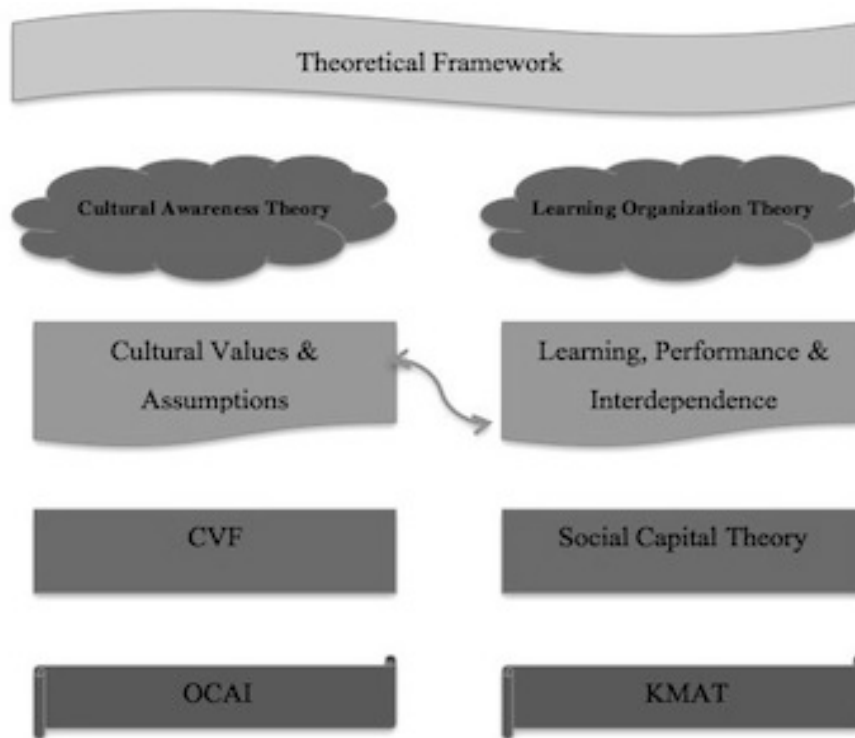 Theoretical Framework
Cultural Awareness Theory
Learning Organization Theory
Cultural Values &
Assumptions
Learning, Performance &
Interdependence
CVF
Social Capital Theory
OCAI
KMAT